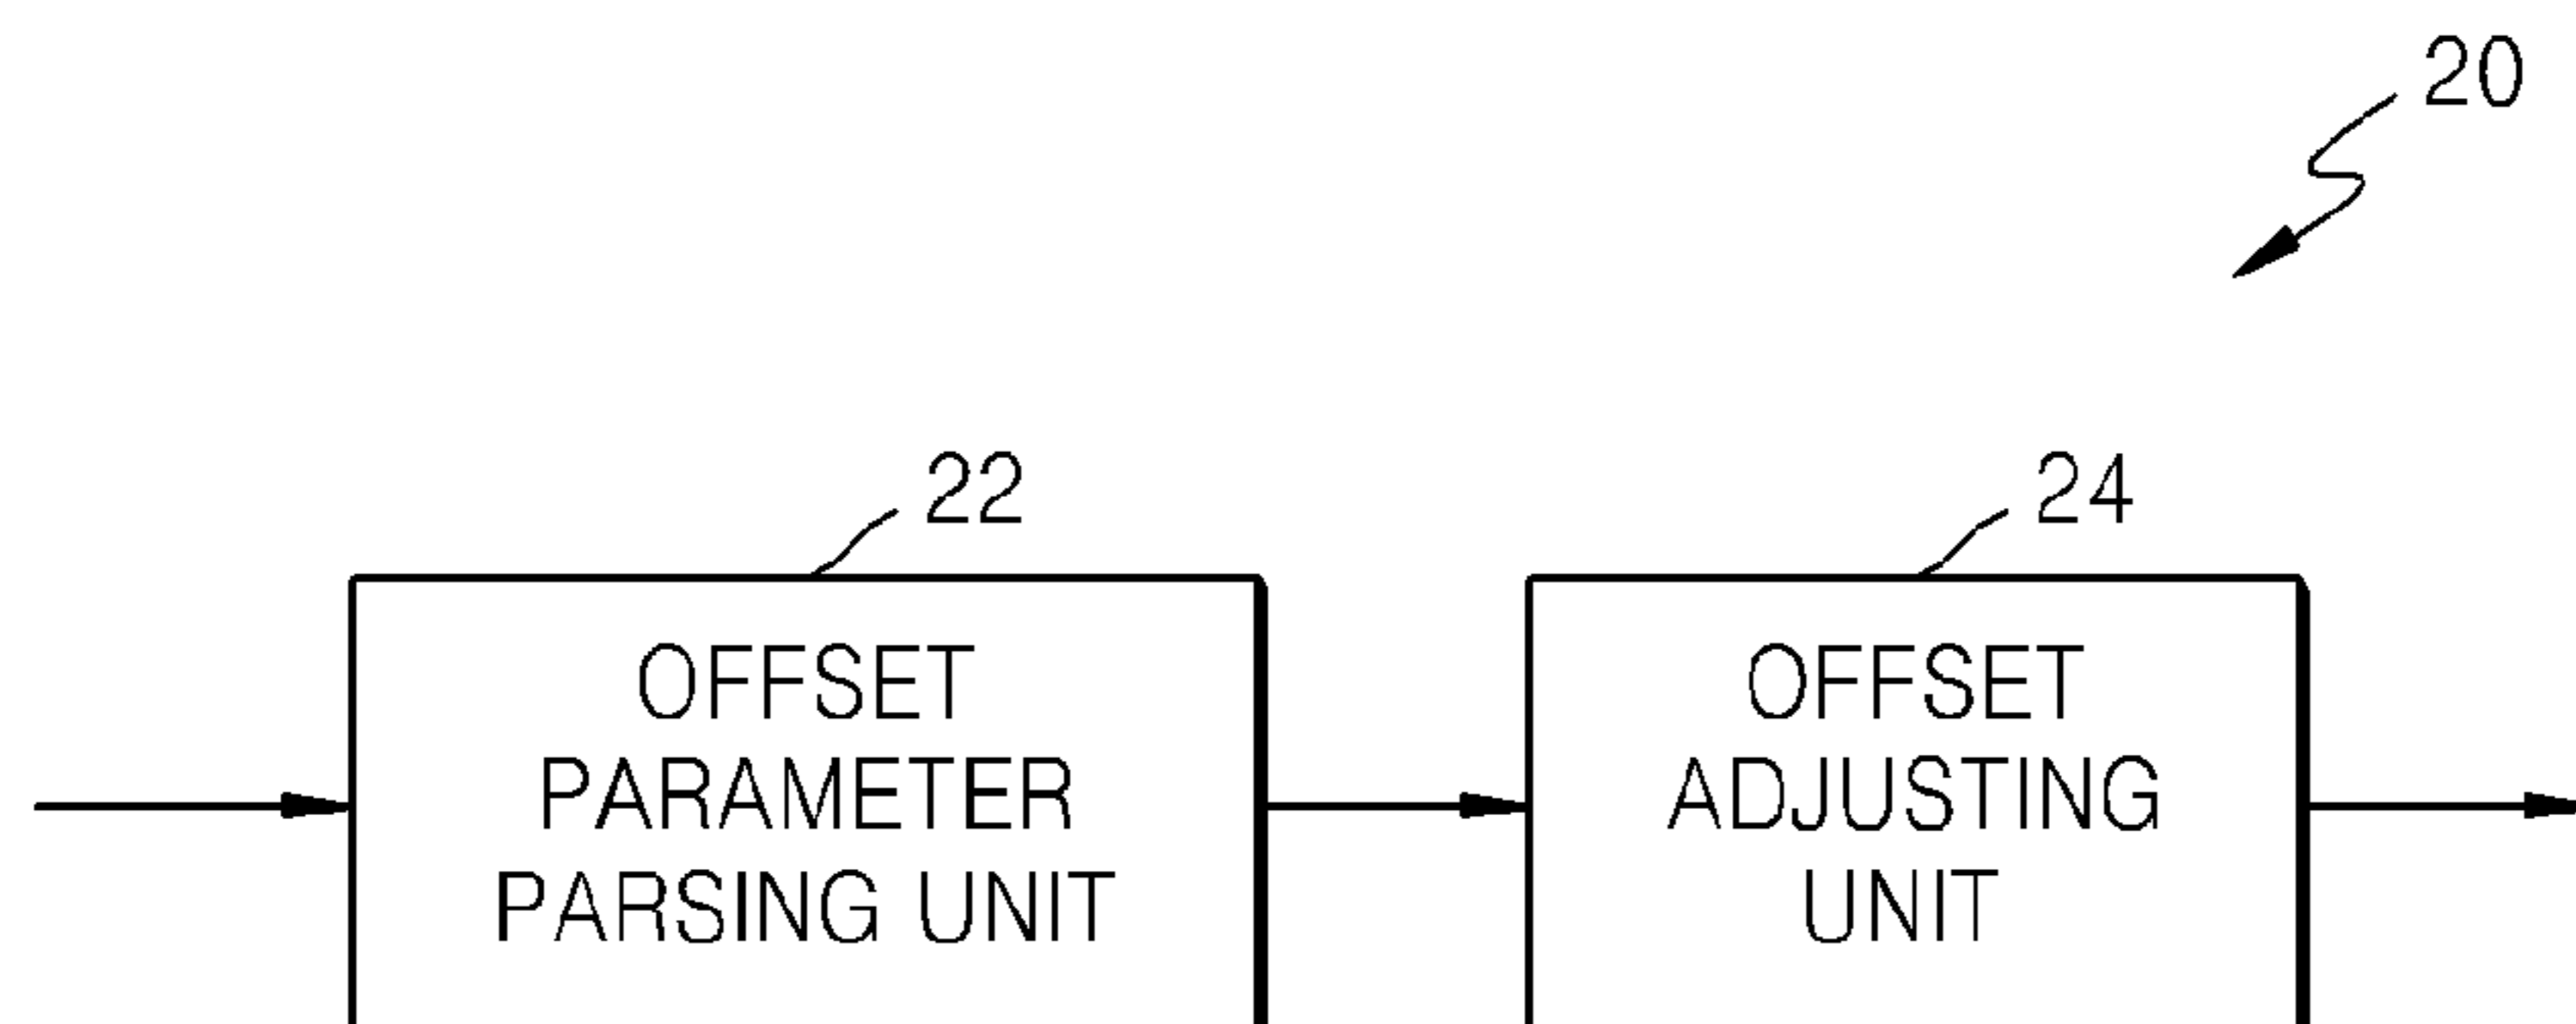 20
22
24
OFFSET
PARAMETER
PARSING UNIT
OFFSET
ADJUSTING
UNIT